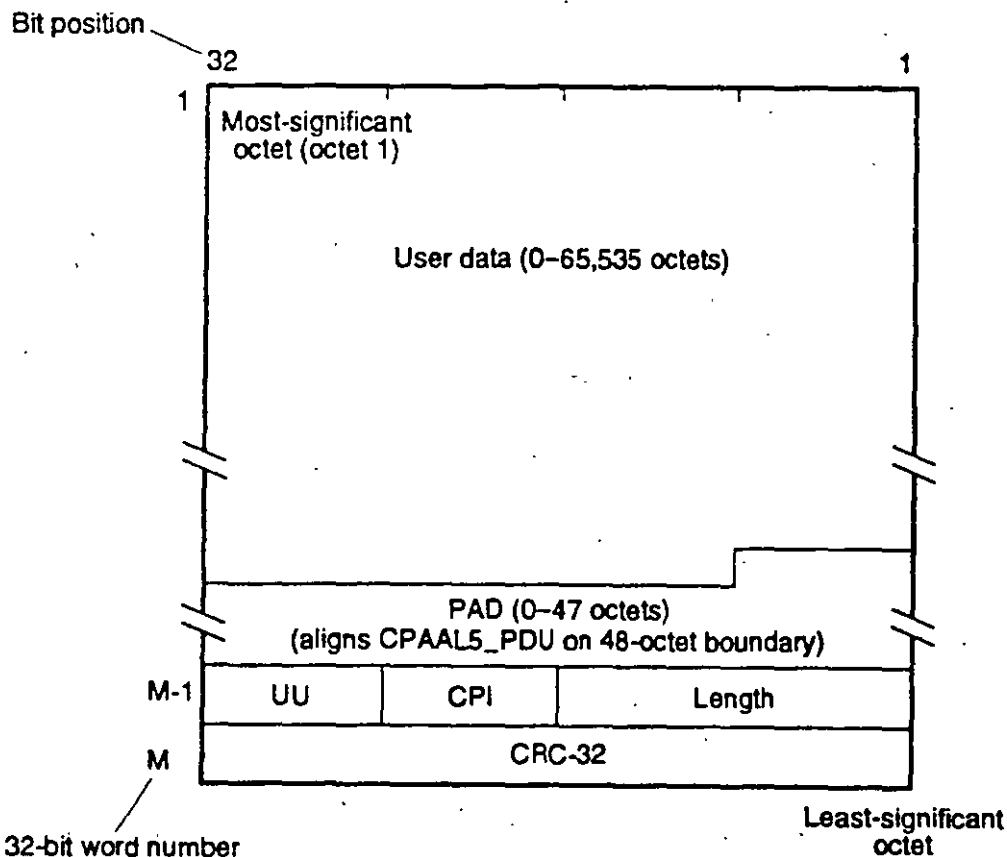 Bit position
32
1
1
Most-significant
octet (octet 1)
User data (0–65,535 octets)
PAD (0–47 octets)
(aligns CPAAL5_PDU on 48-octet boundary)
M-1
UU
CPI
Length
M
CRC-32
32-bit word number
Least-significant
octet